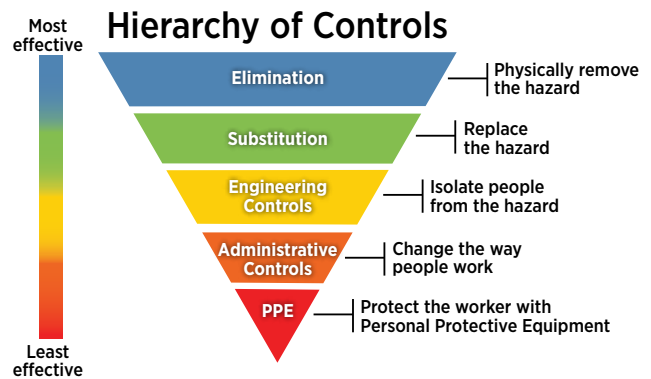 Hierarchy of Controls
Most
effective
Elimination
Physically remove
the hazard
Substitution
Replace
the hazard
Engineering
Controls
Isolate people
from the hazard
Administrative
Controls
Change the way
people work
PPE
Protect the worker with
Personal Protective Equipment
Least
effective